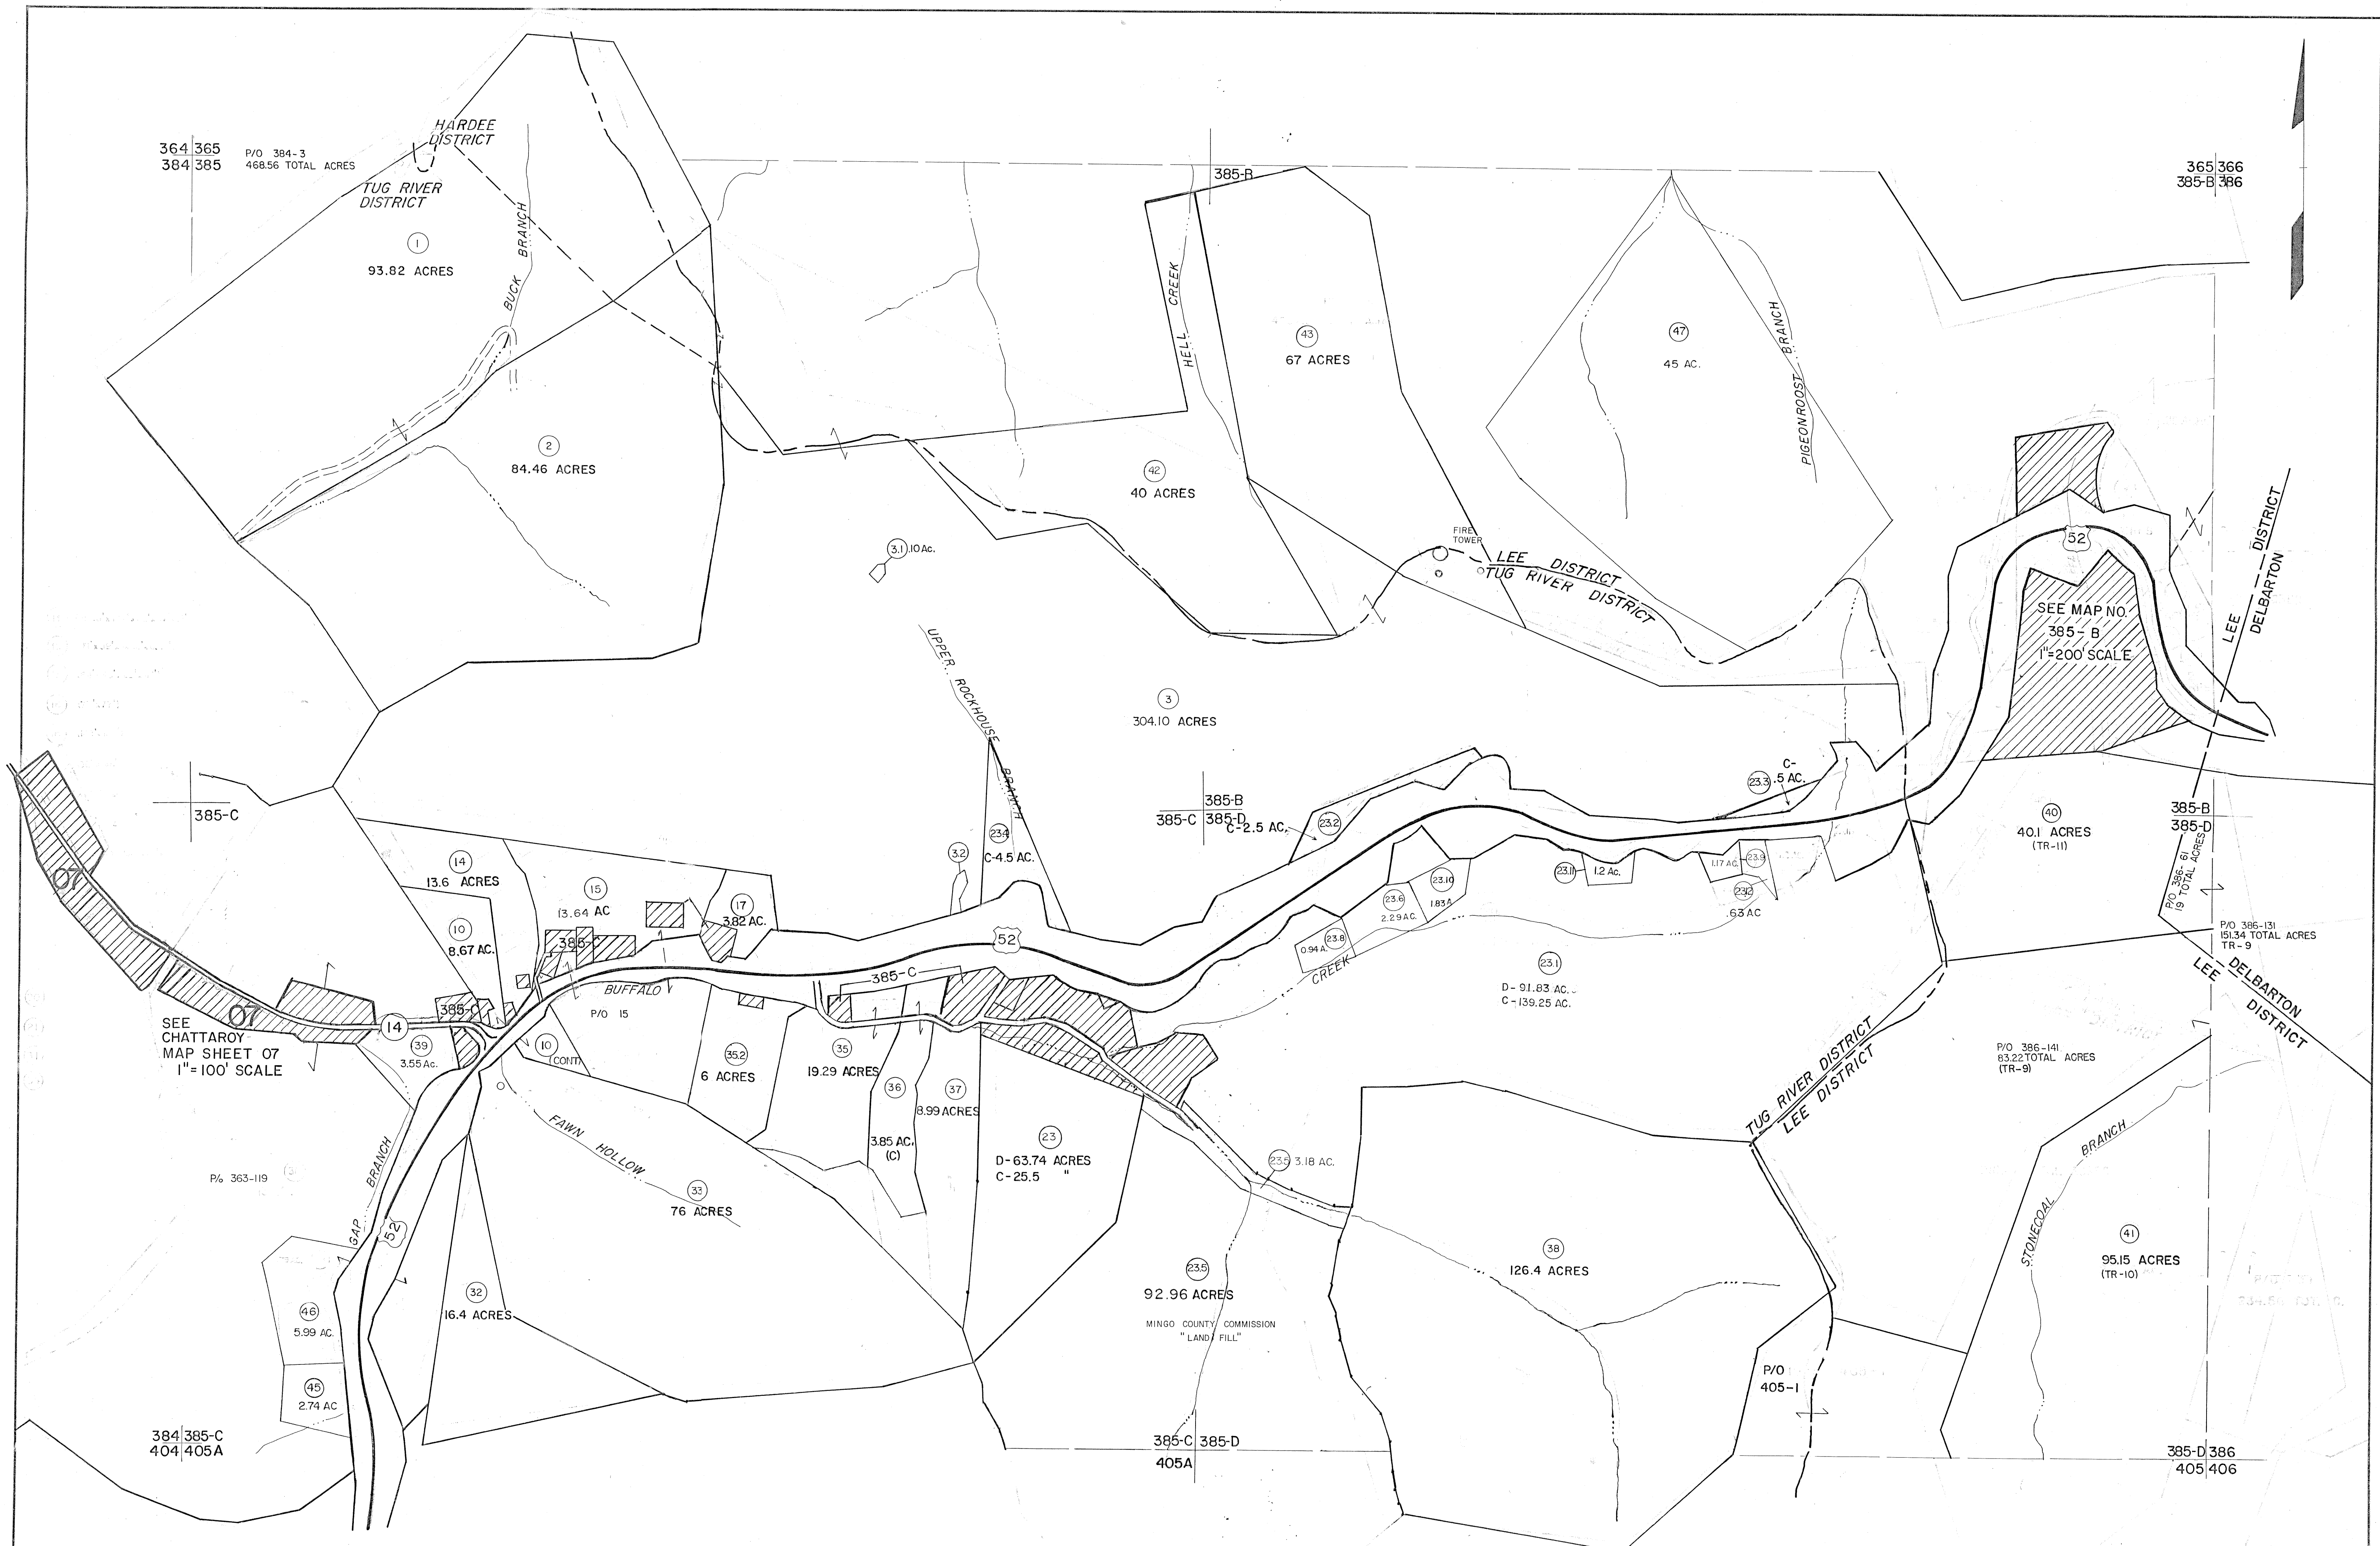 HARDEE
DISTRICT
364 365
384 385
P/O 384-3
468.56 TOTAL ACRES
TUG RIVER
DISTRICT
385-B
365 366
385-B 386
1
93.82 ACRES
BUCK BRANCH
HELL CREEK
43
67 ACRES
47
45 AC.
PIGEONROOST BRANCH
2
84.46 ACRES
42
40 ACRES
3.1 .10 Ac.
FIRE
TOWER
LEE DISTRICT
TUG RIVER DISTRICT
52
LEE DISTRICT
DELBARTON
SEE MAP NO.
385-B
1"=200' SCALE
UPPER ROCKHOUSE BRANCH
3
304.10 ACRES
385-C
385-B
385-C 385-D
C-2.5 AC.
23.2
C-
23.3 .5 AC.
40
40.1 ACRES
(TR-11)
385-B
385-D
P/O 386-61
19 TOTAL ACRES
14
13.6 ACRES
15
13.64 AC
17
3.82 AC.
3.2
23.4
C-4.5 AC.
23.11
1.2 Ac.
1.17 AC.
23.9
23.12
.63 AC
23.10
1.83 A
23.6
2.29 AC.
23.8
0.94 A.
07
10
8.67 AC.
385-C
52
385-C
BUFFALO
CREEK
P/O 386-131
151.34 TOTAL ACRES
TR-9
DELBARTON
LEE DISTRICT
23.1
D-91.83 AC.
C-139.25 AC.
07
SEE
CHATTAROY
MAP SHEET 07
1"=100' SCALE
14
385-C
39
3.55 Ac.
10
(CONT)
P/O 15
35.2
6 ACRES
35
19.29 ACRES
36
3.85 AC.
(C)
37
8.99 ACRES
23
D-63.74 ACRES
C-25.5 "
TUG RIVER DISTRICT
LEE DISTRICT
P/O 386-141
83.22 TOTAL ACRES
(TR-9)
FAWN HOLLOW
GAP BRANCH
P/o 363-119
52
33
76 ACRES
23.5 3.18 AC.
STONECOAL BRANCH
41
95.15 ACRES
(TR-10)
38
126.4 ACRES
23.5
92.96 ACRES
MINGO COUNTY COMMISSION
"LAND FILL"
32
16.4 ACRES
46
5.99 AC.
45
2.74 AC
P/O
405-1
384 385-C
404 405A
385-C 385-D
405A
385-D 386
405 406